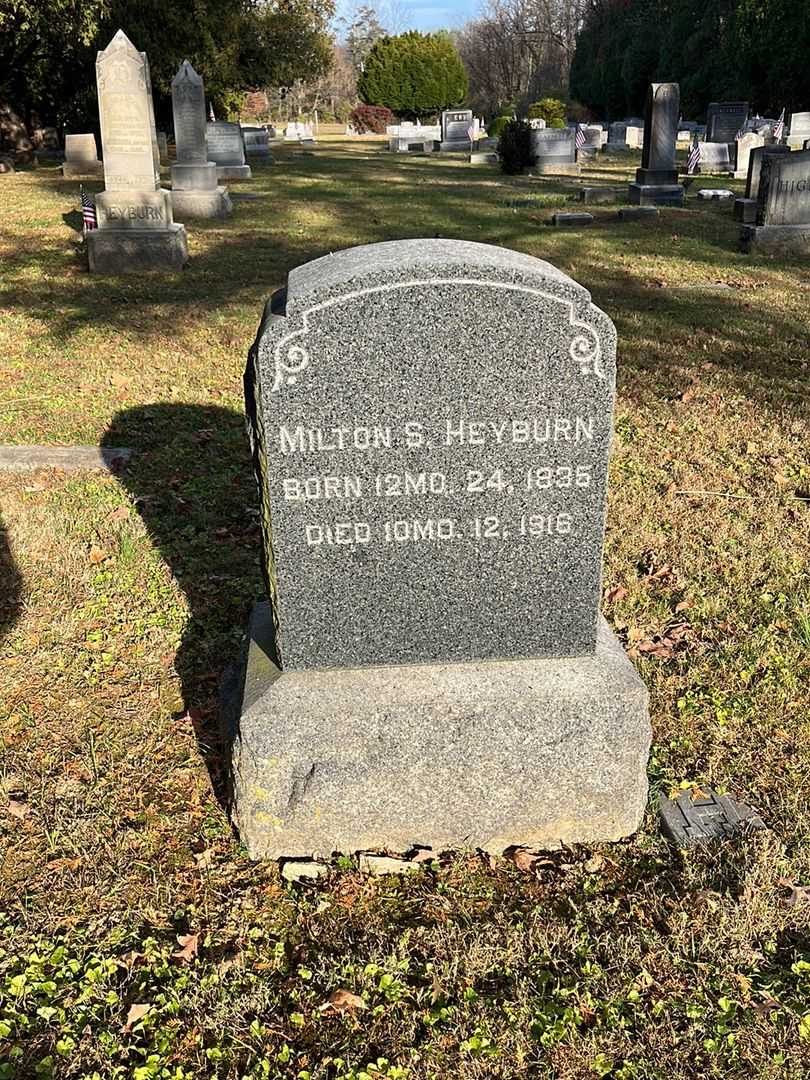 HEYBURN
MILTON S. HEYBURN
BORN 12MO. 24, 1835
DIED 10MO. 12, 1916